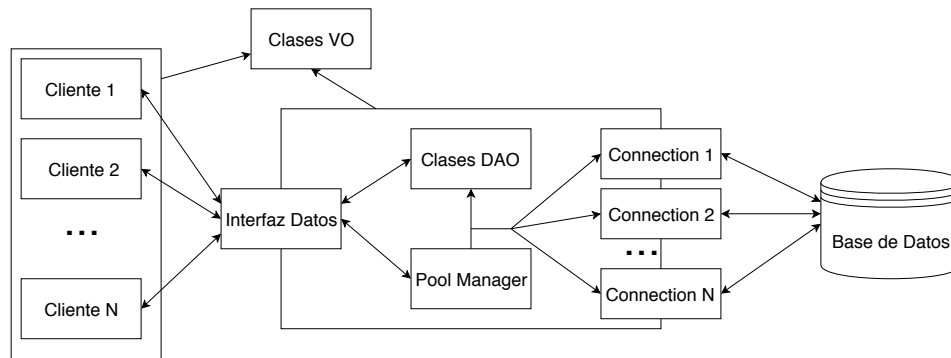 Clases VO
Cliente 1
Cliente 2
...
Cliente N
Interfaz Datos
Clases DAO
Pool Manager
Connection 1
Connection 2
...
Connection N
Base de Datos